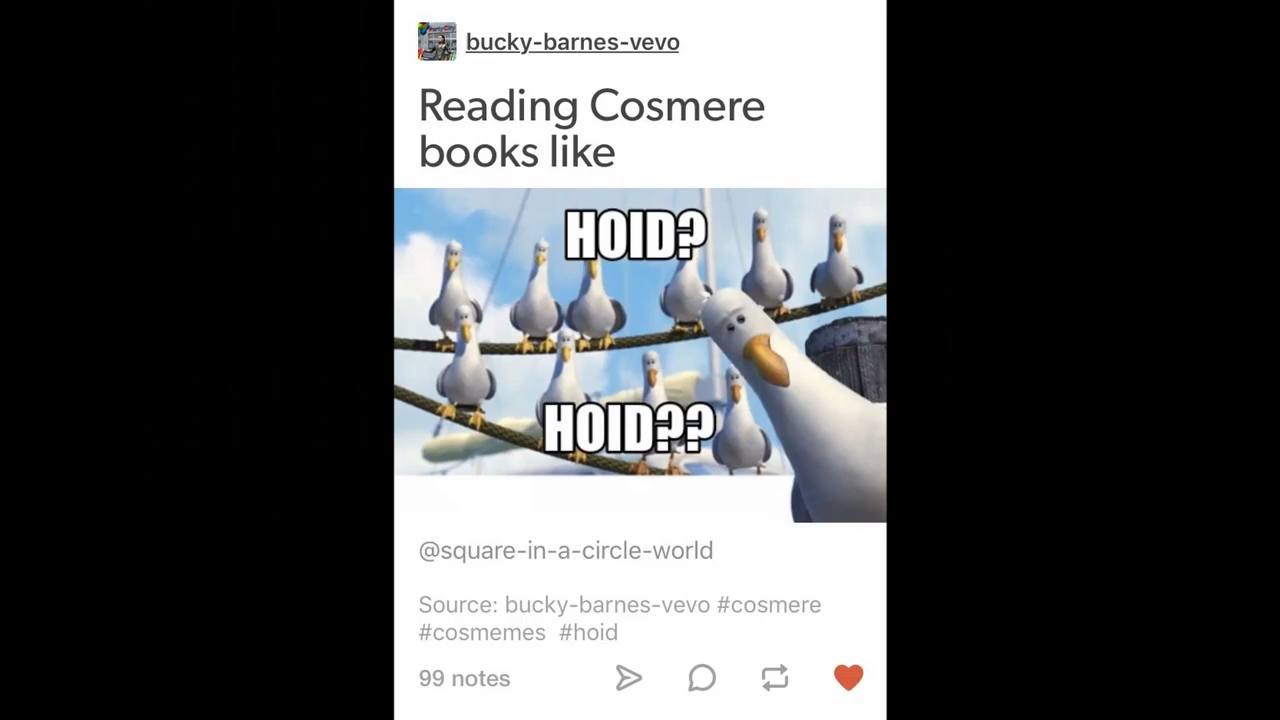 bucky-barnes-vevo
Reading Cosmere
books like
HOID?
HOID??
@square-in-a-circle-world
Source: bucky-barnes-vevo #cosmere
#cosmemes #hoid
99 notes